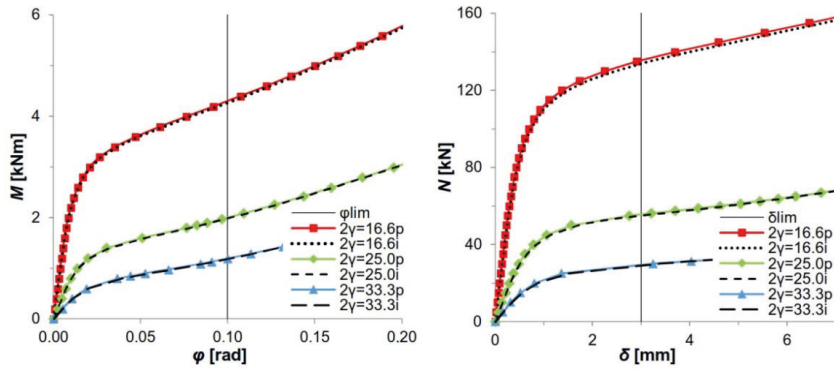 6
4
2
0
M [kNm]
0.00
0.05
0.10
0.15
0.20
φ [rad]
φlim
2γ=16.6p
2γ=16.6i
2γ=25.0p
2γ=25.0i
2γ=33.3p
2γ=33.3i
160
120
80
40
0
N [kN]
0
2
4
6
δ [mm]
δlim
2γ=16.6p
2γ=16.6i
2γ=25.0p
2γ=25.0i
2γ=33.3p
2γ=33.3i